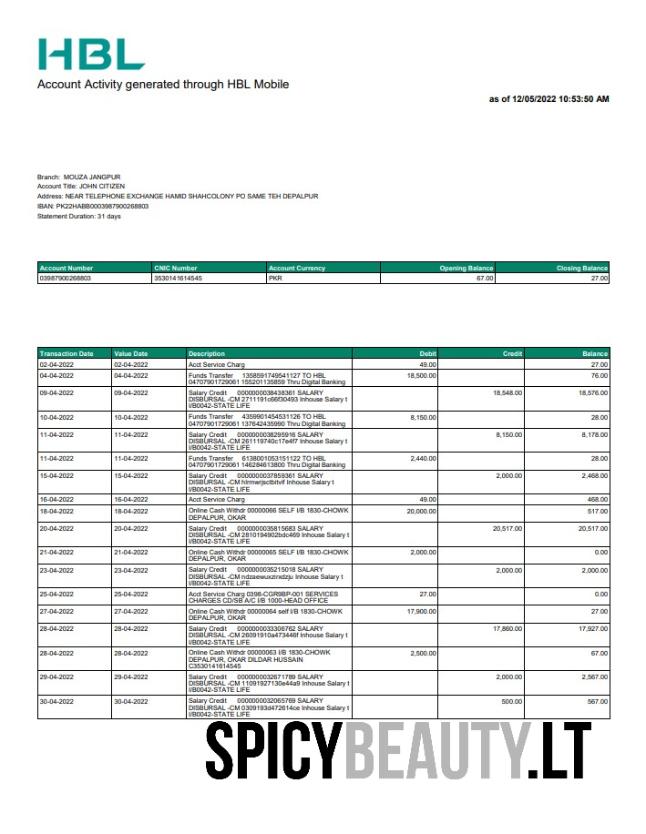 HBL
Account Activity generated through HBL Mobile
as of 12/05/2022 10:53:50 AM
Branch: MOUZA JANGPUR
Account Title: JOHN CITIZEN
Address: NEAR TELEPHONE EXCHANGE HAMID SHAHCOLONY PO SAME TEH DEPALPUR
IBAN: PK22HABB0003987900268803
Statement Duration: 31 days
Account Number CNIC Number Account Currency Opening Balance Closing Balance
03987900268803 3530141614545 PKR 67.00 27.00
Transaction Date Value Date Description Debit Credit Balance
02-04-2022 02-04-2022 Acct Service Charg 49.00 27.00
04-04-2022 04-04-2022 Funds Transfer 1358591749541127 TO HBL 18,500.00 76.00
04707901729061 155201135859 Thru Digital Banking
09-04-2022 09-04-2022 Salary Credit 0000000038438361 SALARY 18,548.00 18,576.00
DISBURSAL -CM 2711191c66f30493 Inhouse Salary t
I/B0042-STATE LIFE
10-04-2022 10-04-2022 Funds Transfer 4359901454531126 TO HBL 8,150.00 28.00
04707901729061 137642435990 Thru Digital Banking
11-04-2022 11-04-2022 Salary Credit 0000000038295916 SALARY 8,150.00 8,178.00
DISBURSAL -CM 261119740c17e4f7 Inhouse Salary t
I/B0042-STATE LIFE
11-04-2022 11-04-2022 Funds Transfer 6138001053151122 TO HBL 2,440.00 28.00
04707901729061 146284613800 Thru Digital Banking
15-04-2022 15-04-2022 Salary Credit 0000000037859361 SALARY 2,000.00 2,468.00
DISBURSAL -CM Inhouse Salary t
I/B0042-STATE LIFE
16-04-2022 16-04-2022 Acct Service Charg 49.00 468.00
18-04-2022 18-04-2022 Online Cash Withdr 00000066 SELF I/B 1830-CHOWK 20,000.00 517.00
DEPALPUR, OKAR
20-04-2022 20-04-2022 Salary Credit 0000000035815683 SALARY 20,517.00 20,517.00
DISBURSAL -CM 2810194902bdc469 Inhouse Salary t
I/B0042-STATE LIFE
21-04-2022 21-04-2022 Online Cash Withdr 00000065 SELF I/B 1830-CHOWK 2,000.00 0.00
DEPALPUR, OKAR
23-04-2022 23-04-2022 Salary Credit 0000000035215018 SALARY 2,000.00 2,000.00
DISBURSAL -CM Inhouse Salary t
I/B0042-STATE LIFE
25-04-2022 25-04-2022 Acct Service Charg 0396-CGR9BP-001 SERVICES 27.00 0.00
CHARGES CD/SB A/C I/B 1000-HEAD OFFICE
27-04-2022 27-04-2022 Online Cash Withdr 00000064 self I/B 1830-CHOWK 17,900.00 27.00
DEPALPUR, OKAR
28-04-2022 28-04-2022 Salary Credit 0000000033306762 SALARY 17,860.00 17,927.00
DISBURSAL -CM 26091910a473446f Inhouse Salary t
I/B0042-STATE LIFE
28-04-2022 28-04-2022 Online Cash Withdr 00000063 I/B 1830-CHOWK 2,500.00 67.00
DEPALPUR, OKAR DILDAR HUSSAIN
C3530141614545
29-04-2022 29-04-2022 Salary Credit 0000000032671789 SALARY 2,000.00 2,567.00
DISBURSAL -CM 11091927130e44a9 Inhouse Salary t
I/B0042-STATE LIFE
30-04-2022 30-04-2022 Salary Credit 0000000032065769 SALARY 500.00 567.00
DISBURSAL -CM 0309193d472614ce Inhouse Salary t
I/B0042-STATE LIFE
SPICYBEAUTY.LT